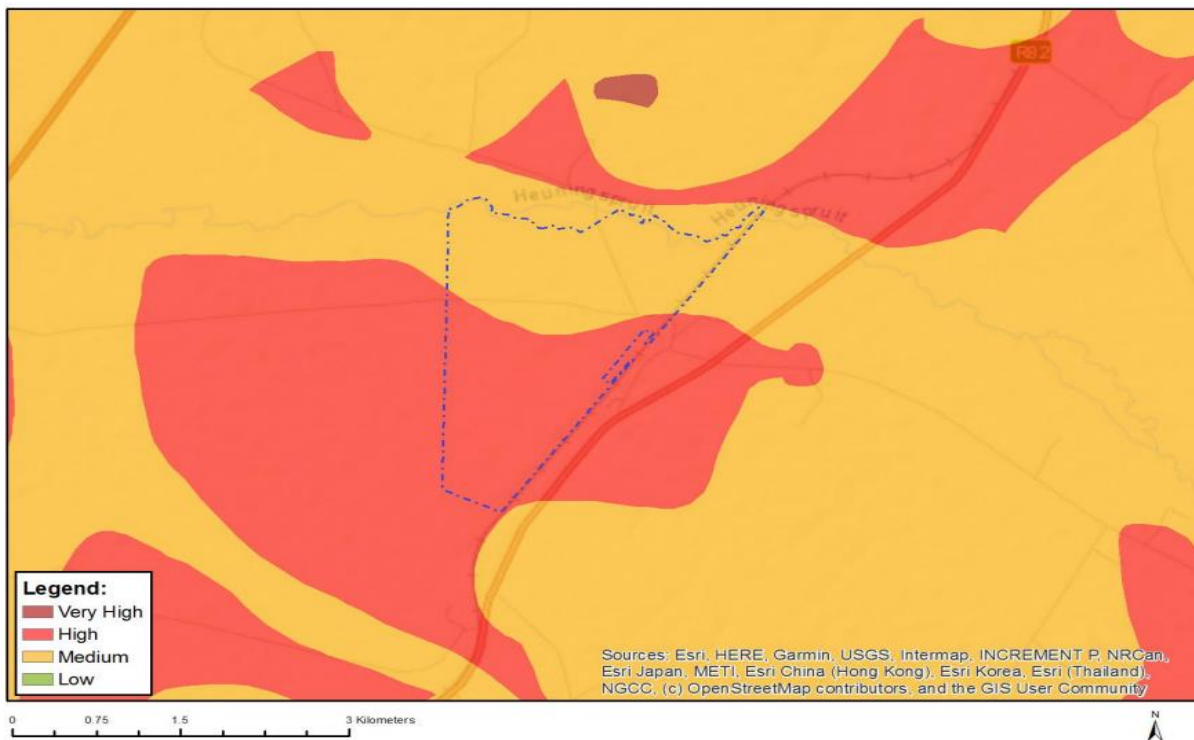 R82
Heuningspruit
Heuningspruit
Legend:
Very High
High
Medium
Low
Sources: Esri, HERE, Garmin, USGS, Intermap, INCREMENT P, NRCan,
Esri Japan, METI, Esri China (Hong Kong), Esri Korea, Esri (Thailand),
NGCC, (c) OpenStreetMap contributors, and the GIS User Community
0 0.75 1.5 3 Kilometers
N